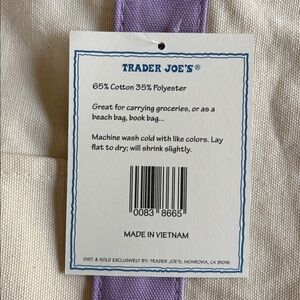 TRADER JOE'S®
65% Cotton 35% Polyester
Great for carrying groceries, or as a
beach bag, book bag...
Machine wash cold with like colors. Lay
flat to dry; will shrink slightly.
0083 8665
MADE IN VIETNAM
DIST. & SOLD EXCLUSIVELY BY: TRADER JOE'S, MONROVIA, CA 91016